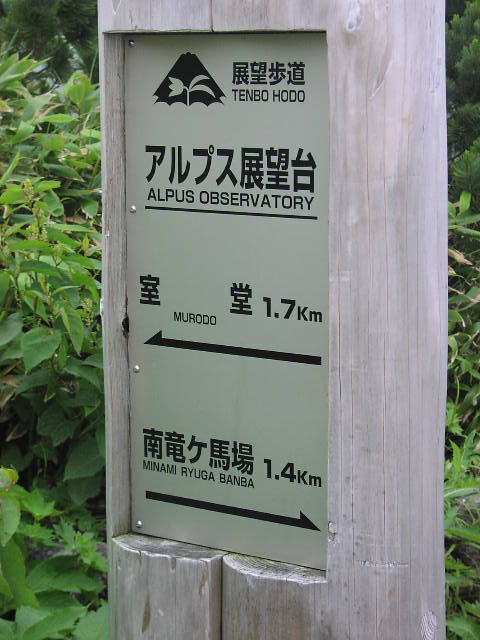 展望歩道
TENBO HODO
アルプス展望台
ALPUS OBSERVATORY
室 堂 1.7Km
MURODO
南竜ケ馬場 1.4Km
MINAMI RYUGA BANBA